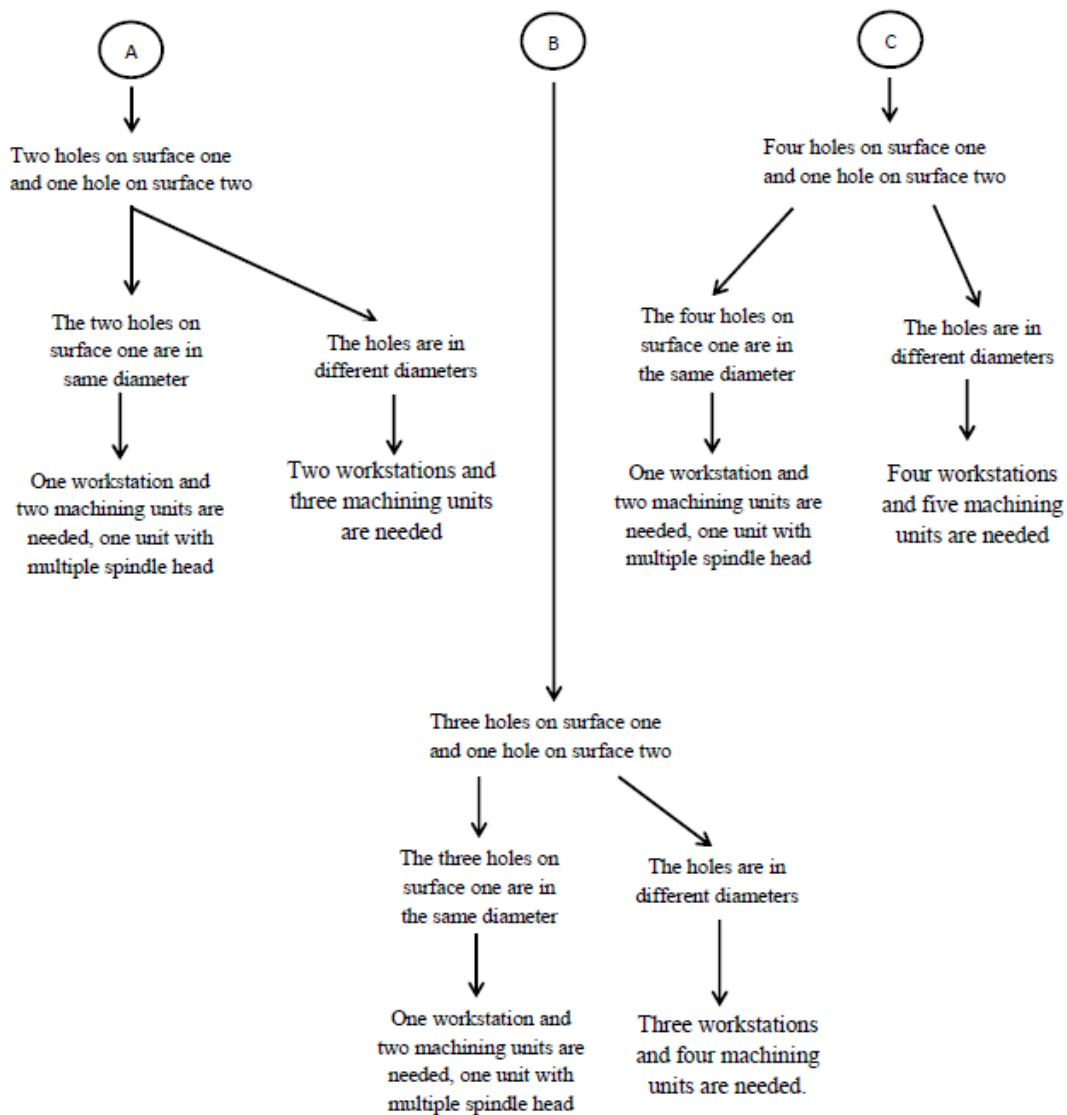 A
B
C
Two holes on surface one
and one hole on surface two
Four holes on surface one
and one hole on surface two
The two holes on
surface one are in
same diameter
The holes are in
different diameters
The four holes on
surface one are in
the same diameter
The holes are in
different diameters
One workstation and
two machining units are
needed, one unit with
multiple spindle head
Two workstations and
three machining units
are needed
One workstation and
two machining units are
needed, one unit with
multiple spindle head
Four workstations
and five machining
units are needed
Three holes on surface one
and one hole on surface two
The three holes on
surface one are in
the same diameter
The holes are in
different diameters
One workstation and
two machining units are
needed, one unit with
multiple spindle head
Three workstations
and four machining
units are needed.